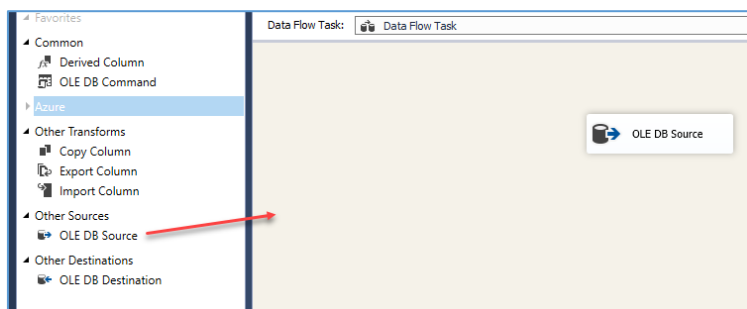 Favorites
Common
Derived Column
OLE DB Command
Azure
Other Transforms
Copy Column
Export Column
Import Column
Other Sources
OLE DB Source
Other Destinations
OLE DB Destination
Data Flow Task: Data Flow Task
OLE DB Source